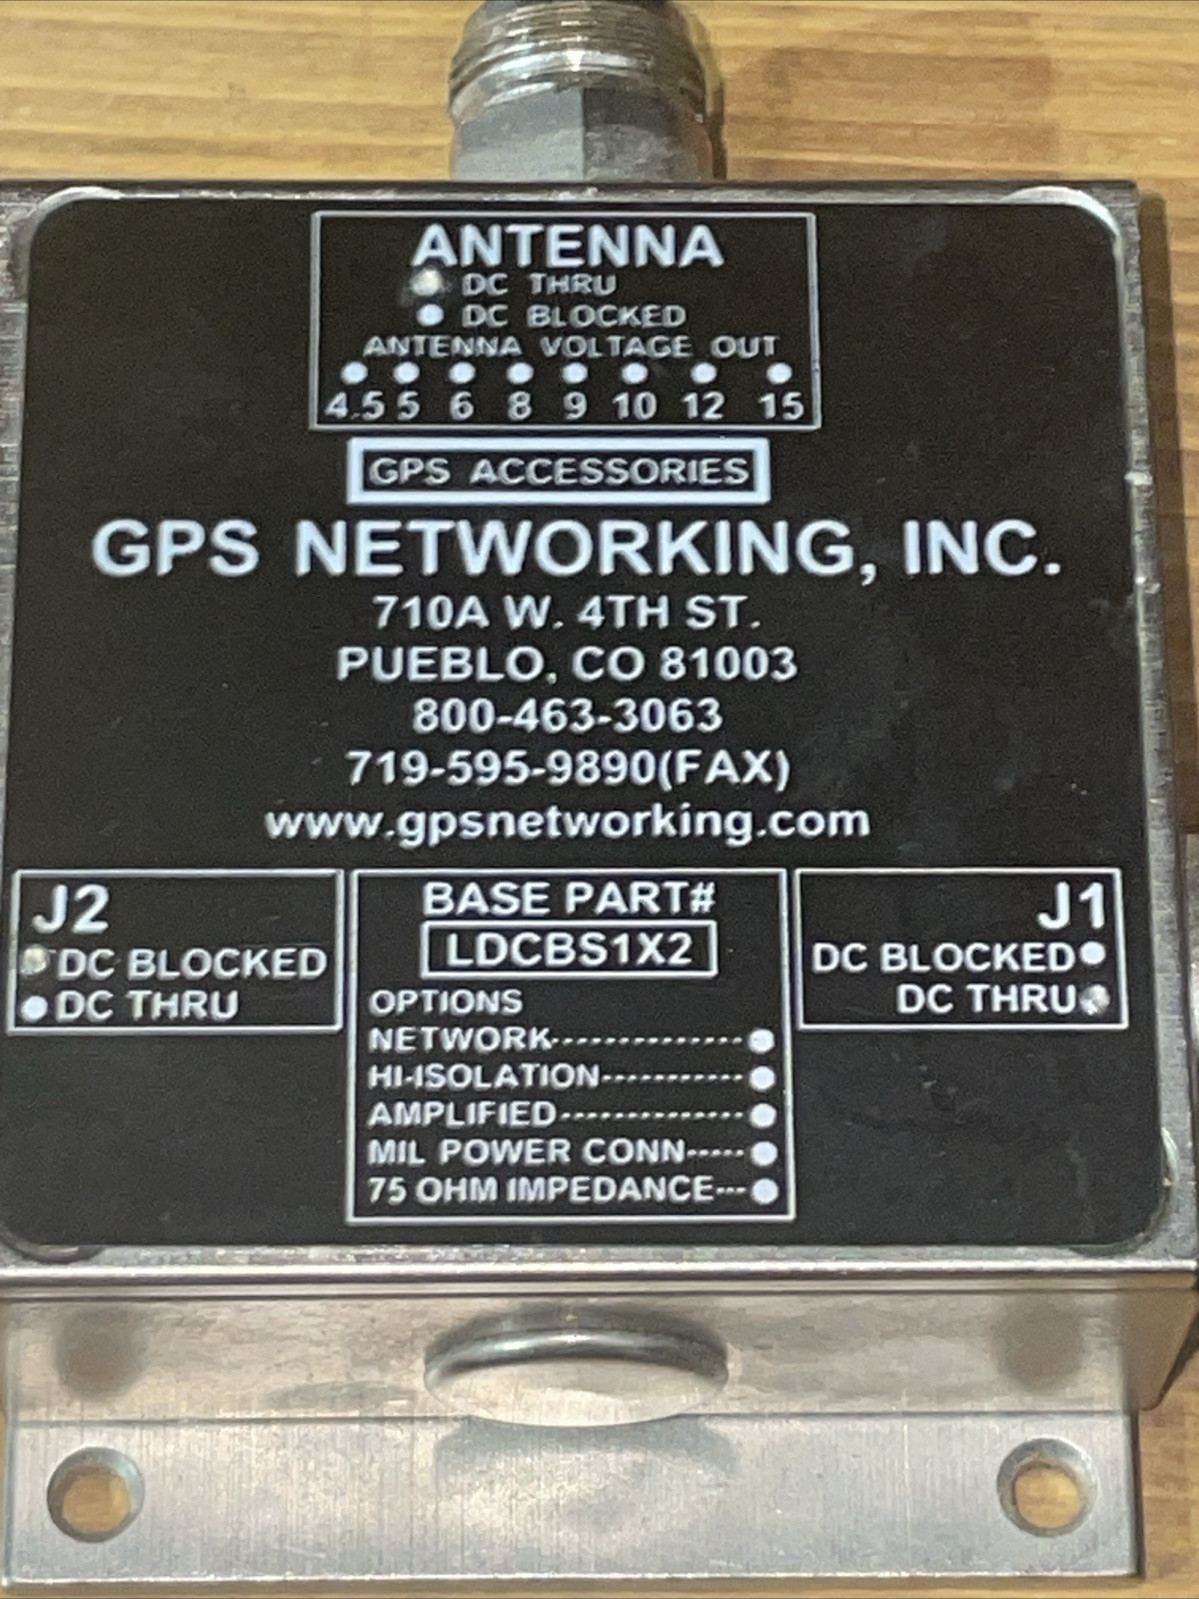 ANTENNA
DC THRU
DC BLOCKED
ANTENNA VOLTAGE OUT
4.5 5 6 8 9 10 12 15
GPS ACCESSORIES
GPS NETWORKING, INC.
710A W. 4TH ST.
PUEBLO, CO 81003
800-463-3063
719-595-9890(FAX)
www.gpsnetworking.com
J2
DC BLOCKED
DC THRU
BASE PART#
LDCBS1X2
OPTIONS
NETWORK
HI-ISOLATION
AMPLIFIED
MIL POWER CONN
75 OHM IMPEDANCE
J1
DC BLOCKED
DC THRU